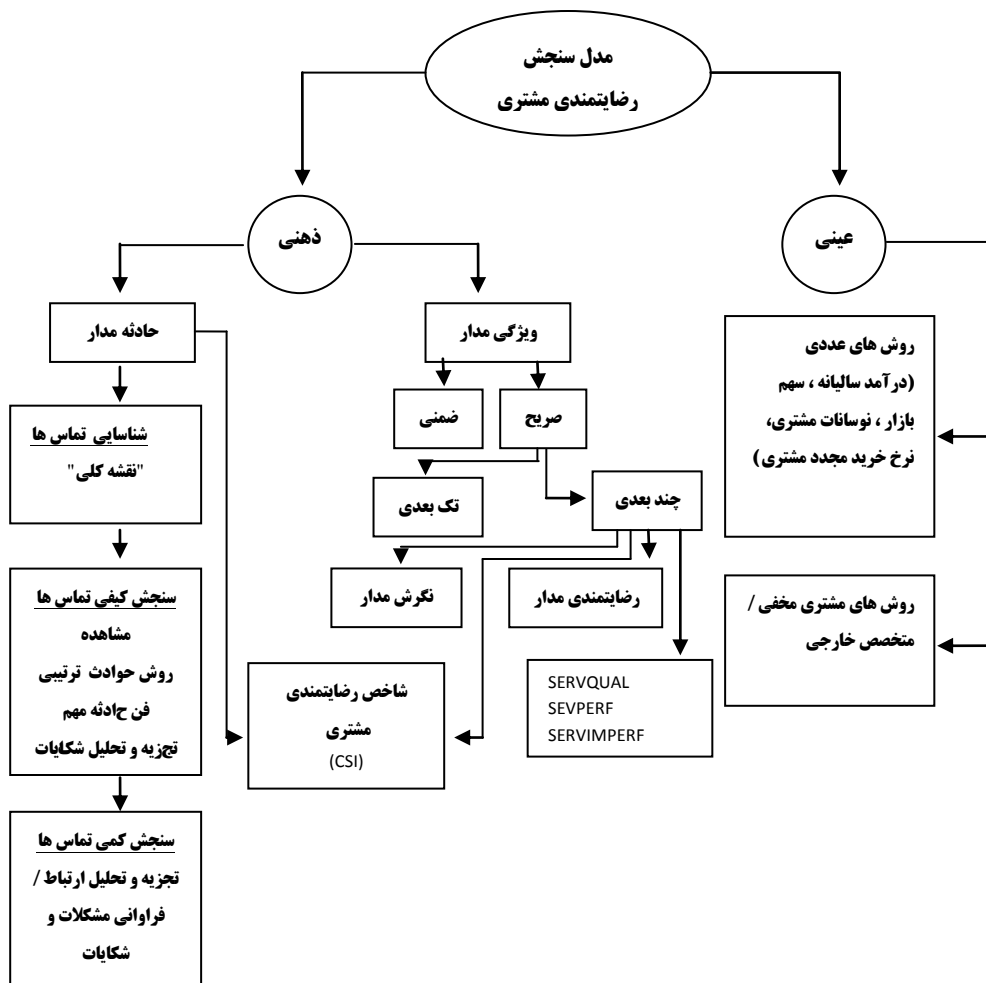 مدل سنجش
رضایتمندی مشتری
عینی
ذهنی
روش های عددی
(درآمد سالیانه ، سهم
بازار ، نوسانات مشتری،
نرخ خرید مجدد مشتری)
ویژگی مدار
حادثه مدار
صریح
ضمنی
شناسایی تماس ها
"نقشه کلی"
چند بعدی
تک بعدی
روش های مشتری مخفی /
متخصص خارجی
رضایتمندی مدار
نگرش مدار
سنجش کیفی تماس ها
مشاهده
روش حوادث ترتیبی
فن حادثه مهم
تجزیه و تحلیل شکایات
SERVQUAL
SEVPERF
SERVIMPERF
شاخص رضایتمندی
مشتری
(CSI)
سنجش کمی تماس ها
تجزیه و تحلیل ارتباط /
فراوانی مشکلات و
شکایات